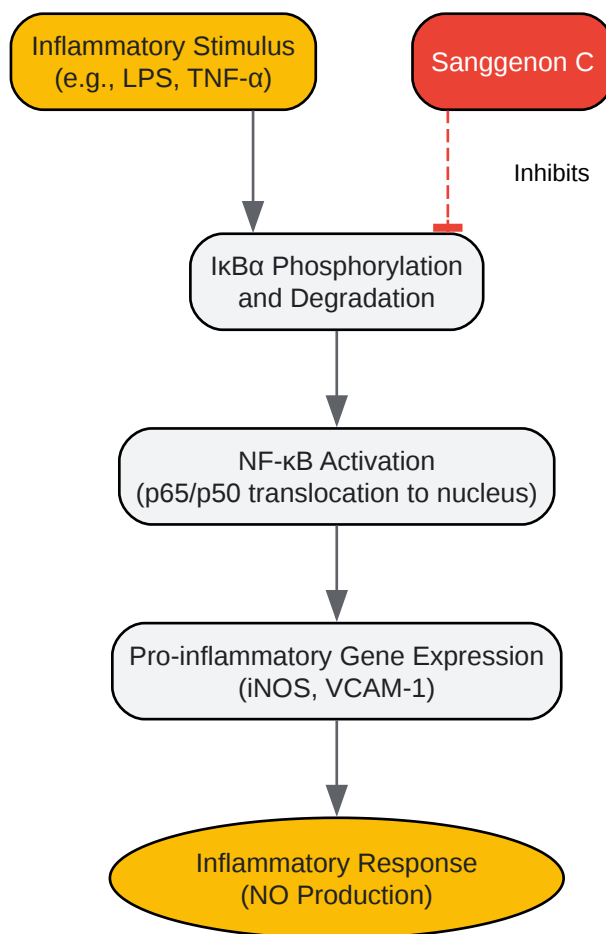 Inflammatory Stimulus
(e.g., LPS, TNF-α)
Sanggenon C
Inhibits
IκBα Phosphorylation
and Degradation
NF-κB Activation
(p65/p50 translocation to nucleus)
Pro-inflammatory Gene Expression
(iNOS, VCAM-1)
Inflammatory Response
(NO Production)